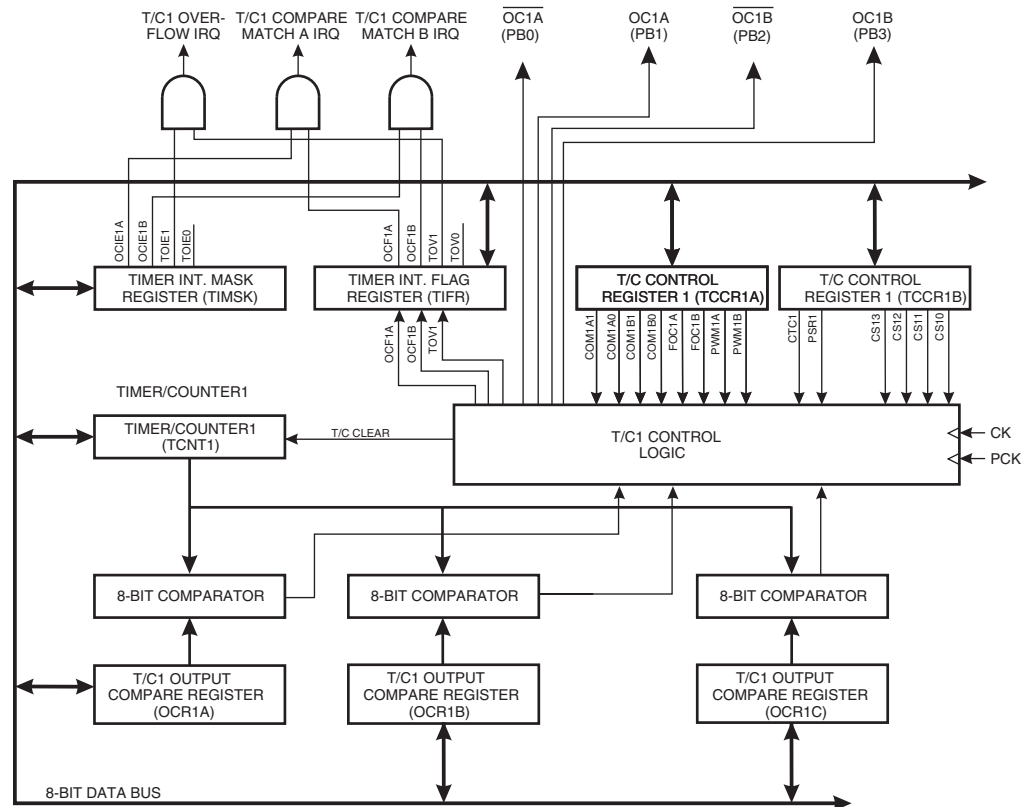 T/C1 OVER-
FLOW IRQ
T/C1 COMPARE
MATCH A IRQ
T/C1 COMPARE
MATCH B IRQ
OC1A
(PB0)
OC1A
(PB1)
OC1B
(PB2)
OC1B
(PB3)
OCIE1A
OCIE1B
TOIE1
TOIE0
OCF1A
OCF1B
TOV1
TOV0
TIMER INT. MASK
REGISTER (TIMSK)
TIMER INT. FLAG
REGISTER (TIFR)
T/C CONTROL
REGISTER 1 (TCCR1A)
T/C CONTROL
REGISTER 1 (TCCR1B)
OCF1A
OCF1B
TOV1
COM1A1
COM1A0
COM1B1
COM1B0
FOC1A
FOC1B
PWM1A
PWM1B
CTC1
PSR1
CS13
CS12
CS11
CS10
TIMER/COUNTER1
TIMER/COUNTER1
(TCNT1)
T/C CLEAR
T/C1 CONTROL
LOGIC
CK
PCK
8-BIT COMPARATOR
8-BIT COMPARATOR
8-BIT COMPARATOR
T/C1 OUTPUT
COMPARE REGISTER
(OCR1A)
T/C1 OUTPUT
COMPARE REGISTER
(OCR1B)
T/C1 OUTPUT
COMPARE REGISTER
(OCR1C)
8-BIT DATA BUS